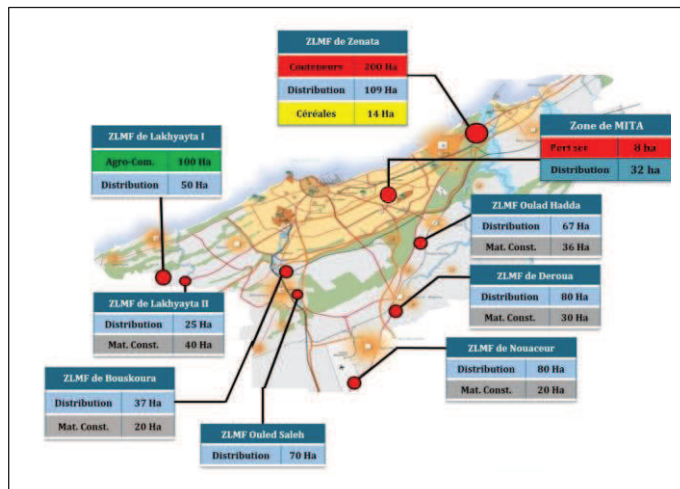 ZLMF de Zenata
Conteneurs 200 Ha
Distribution 109 Ha
Céréales 14 Ha
ZLMF de Lakhyayta I
Agro-Com. 100 Ha
Distribution 50 Ha
Zone de MITA
Port sec 8 ha
Distribution 32 ha
ZLMF Oulad Hadda
Distribution 67 Ha
Mat. Const. 36 Ha
ZLMF de Lakhyayta II
Distribution 25 Ha
Mat. Const. 40 Ha
ZLMF de Deroua
Distribution 80 Ha
Mat. Const. 30 Ha
ZLMF de Nouaceur
Distribution 80 Ha
Mat. Const. 20 Ha
ZLMF de Bouskoura
Distribution 37 Ha
Mat. Const. 20 Ha
ZLMF Ouled Saleh
Distribution 70 Ha